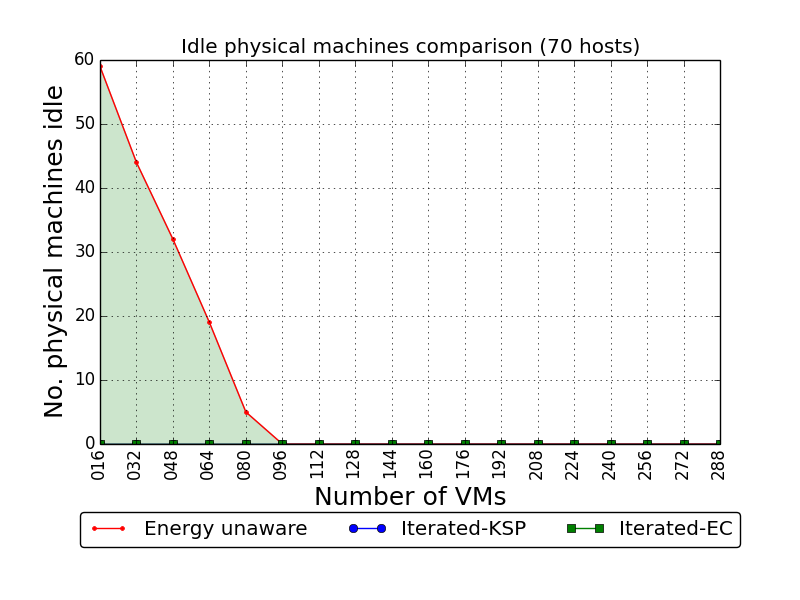 Idle physical machines comparison (70 hosts)
No. physical machines idle
60
50
40
30
20
10
0
016 032 048 064 080 096 112 128 144 160 176 192 208 224 240 256 272 288
Number of VMs
Energy unaware Iterated-KSP Iterated-EC